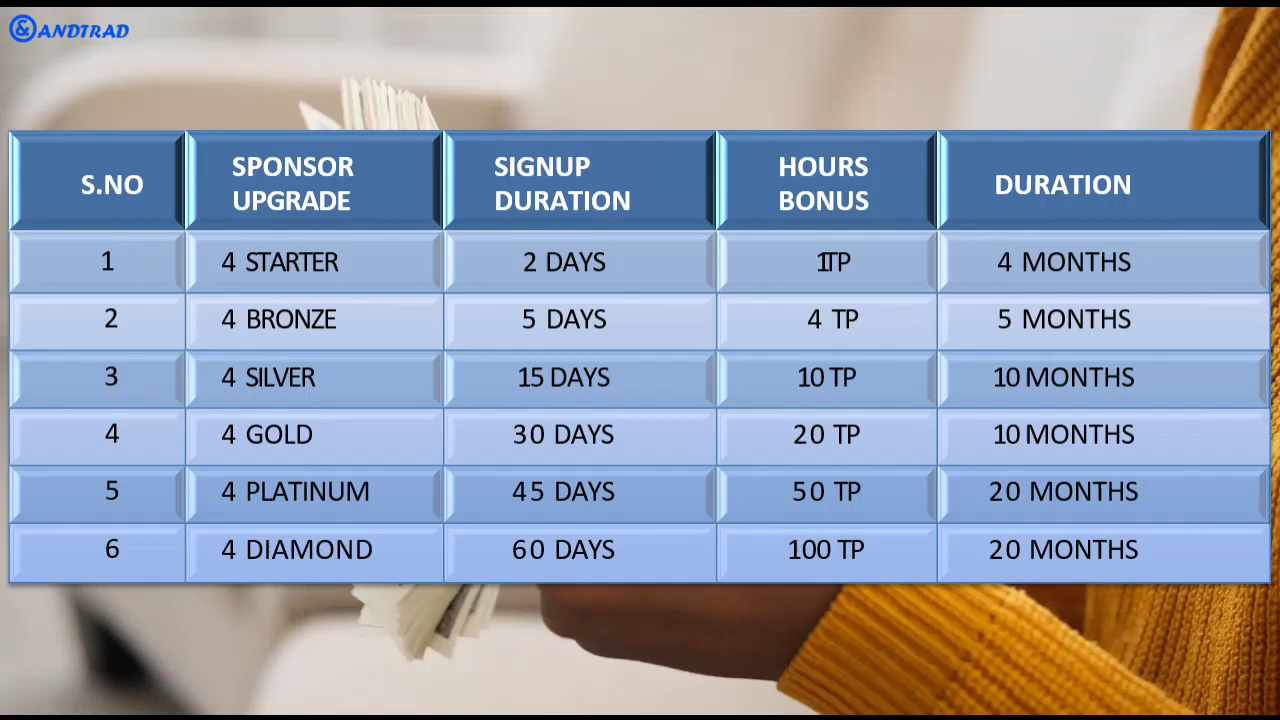 &ANDTRAD
S.NO SPONSOR UPGRADE SIGNUP DURATION HOURS BONUS DURATION
1 4 STARTER 2 DAYS 1TP 4 MONTHS
2 4 BRONZE 5 DAYS 4 TP 5 MONTHS
3 4 SILVER 15 DAYS 10 TP 10 MONTHS
4 4 GOLD 30 DAYS 20 TP 10 MONTHS
5 4 PLATINUM 45 DAYS 50 TP 20 MONTHS
6 4 DIAMOND 60 DAYS 100 TP 20 MONTHS